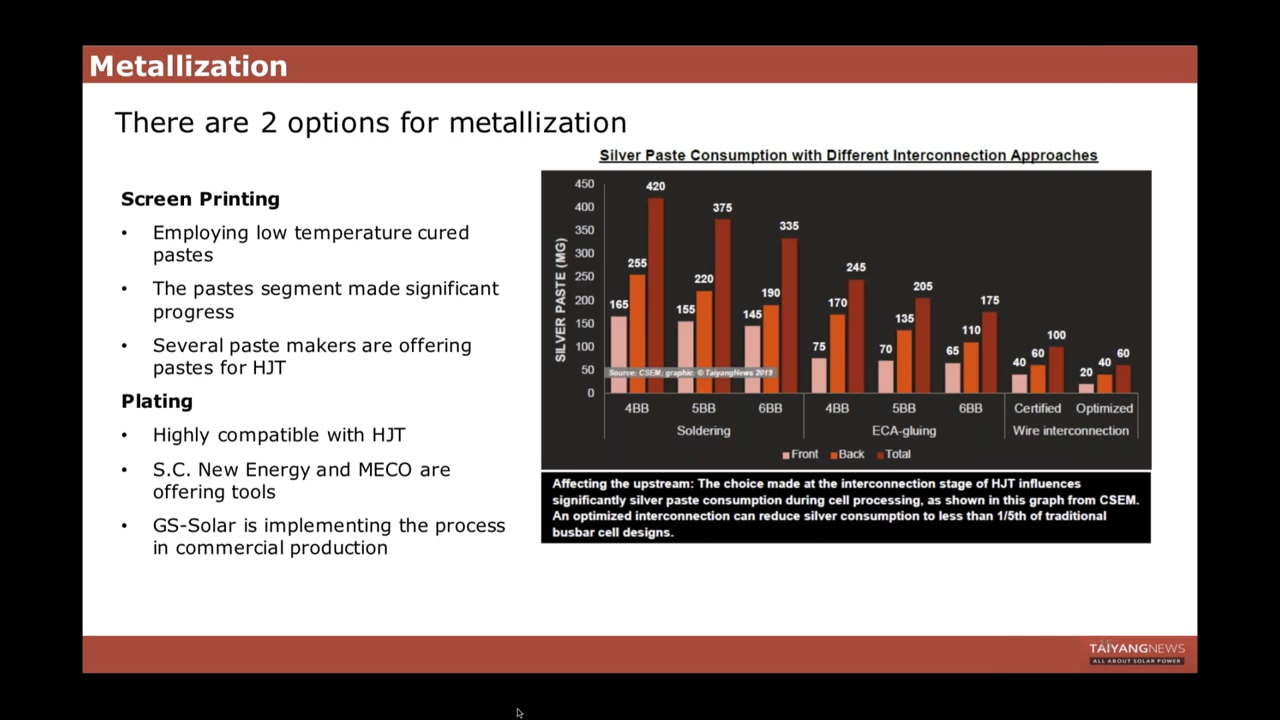 Metallization
There are 2 options for metallization
Screen Printing
• Employing low temperature cured
pastes
• The pastes segment made significant
progress
• Several paste makers are offering
pastes for HJT
Plating
• Highly compatible with HJT
• S.C. New Energy and MECO are
offering tools
• GS-Solar is implementing the process
in commercial production
Silver Paste Consumption with Different Interconnection Approaches
SILVER PASTE (MG)
450
400
350
300
250
200
150
100
50
0
165 255 420
155 220 375
145 190 335
75 170 245
70 135 205
65 110 175
40 60 100
20 40 60
Source: CSEM; graphic: © TaiyangNews 2019
4BB 5BB 6BB 4BB 5BB 6BB Certified Optimized
Soldering ECA-gluing Wire interconnection
Front Back Total
Affecting the upstream: The choice made at the interconnection stage of HJT influences
significantly silver paste consumption during cell processing, as shown in this graph from CSEM.
An optimized interconnection can reduce silver consumption to less than 1/5th of traditional
busbar cell designs.
TAIYANGNEWS
ALL ABOUT SOLAR POWER